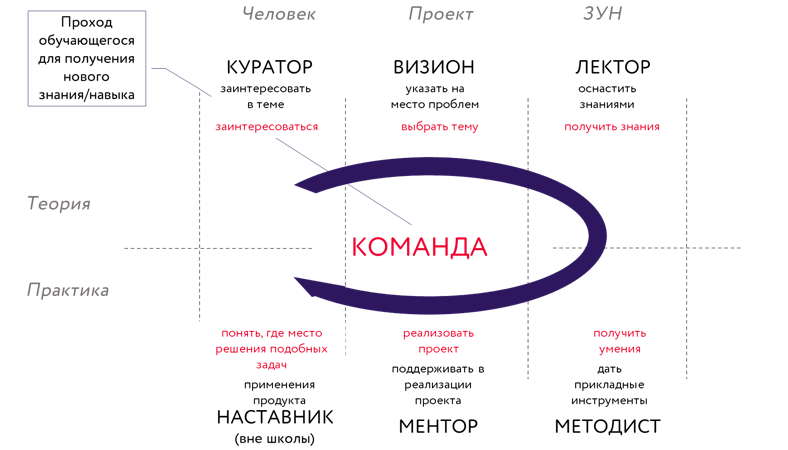 Человек
Проект
ЗУН
Проход
обучающегося
для получения
нового
знания/навыка
КУРАТОР
заинтересовать
в теме
заинтересоваться
ВИЗИОН
указать на
место проблем
выбрать тему
ЛЕКТОР
оснастить
знаниями
получить знания
Теория
КОМАНДА
Практика
понять, где место
решения подобных
задач
применения
продукта
НАСТАВНИК
(вне школы)
реализовать
проект
поддерживать в
реализации
проекта
МЕНТОР
получить
умения
дать
прикладные
инструменты
МЕТОДИСТ